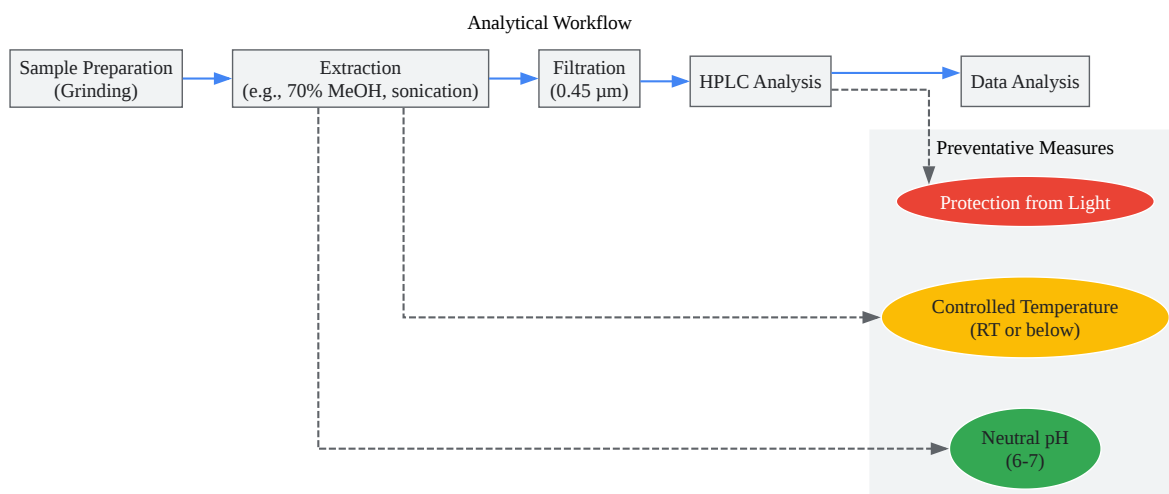 Analytical Workflow
Sample Preparation
(Grinding)
Extraction
(e.g., 70% MeOH, sonication)
Filtration
(0.45 µm)
HPLC Analysis
Data Analysis
Preventative Measures
Protection from Light
Controlled Temperature
(RT or below)
Neutral pH
(6-7)